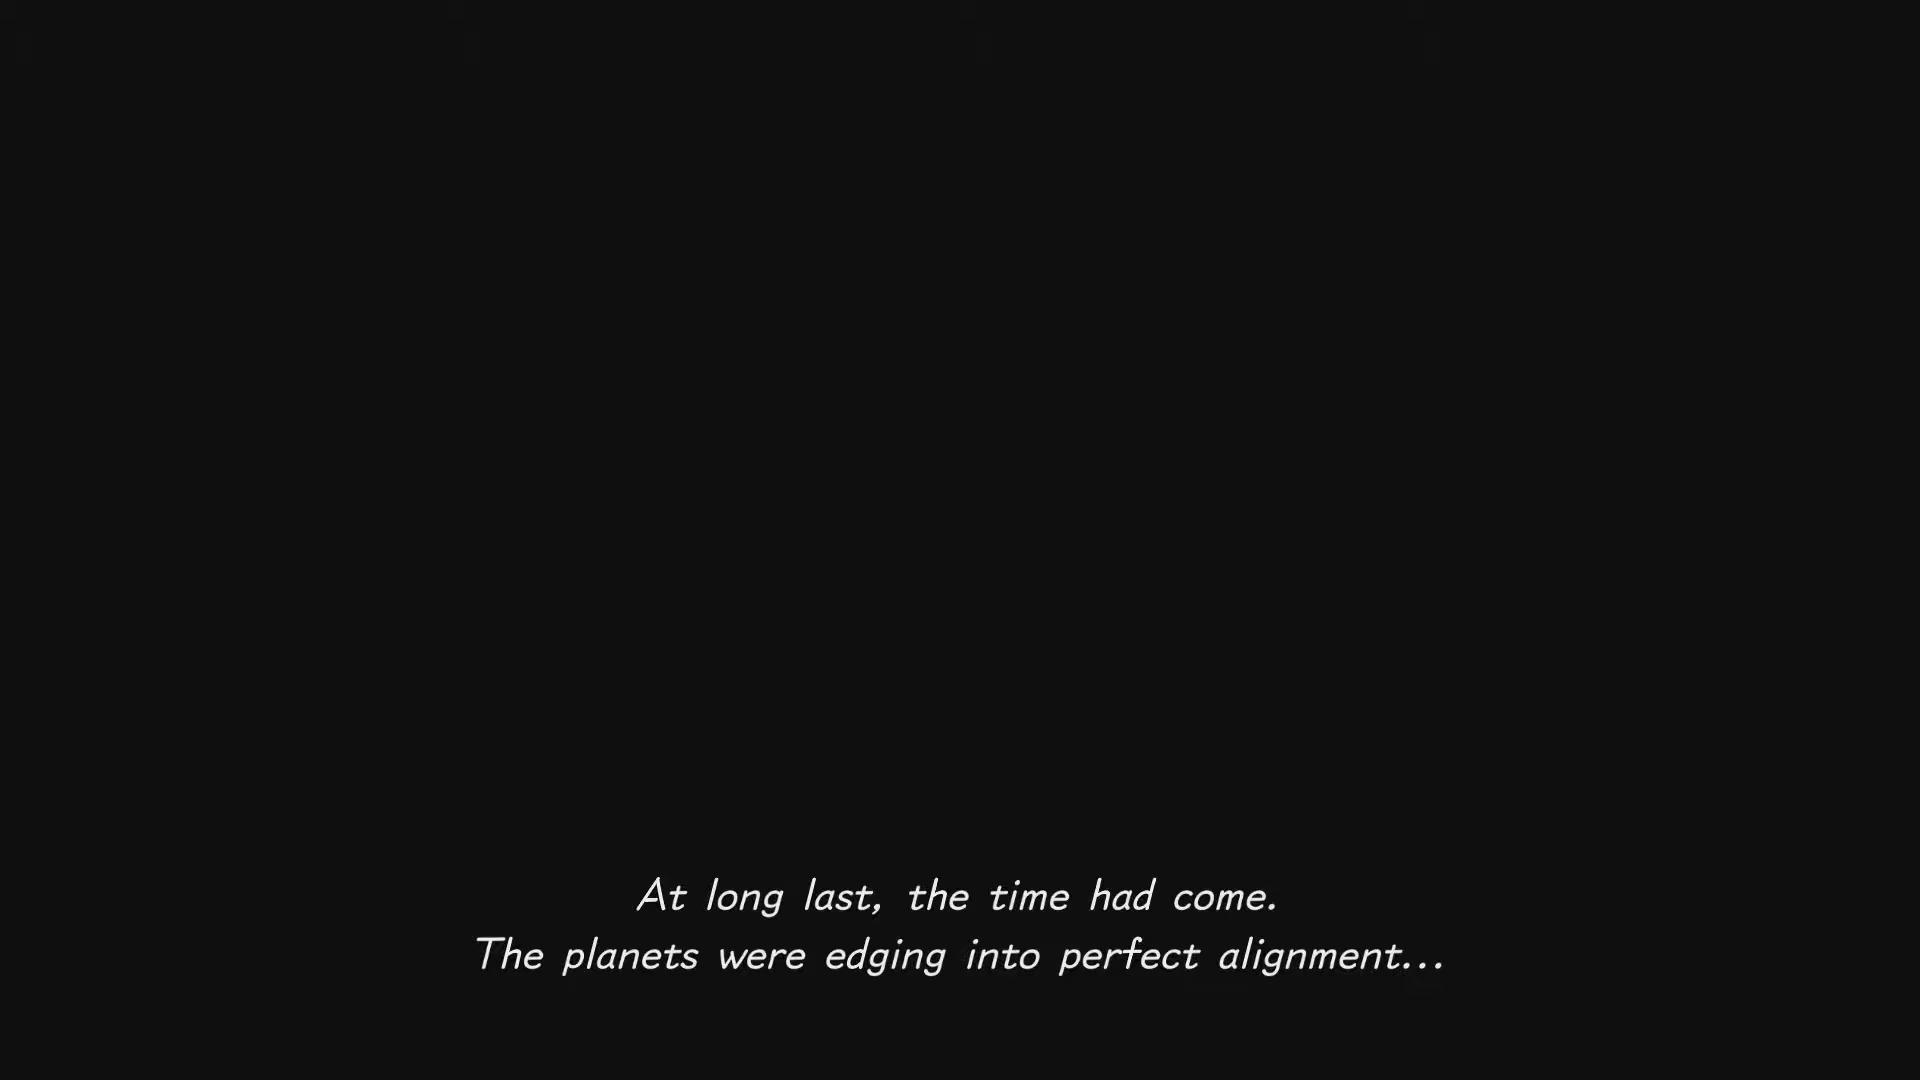 At long last, the time had come.
The planets were edging into perfect alignment...